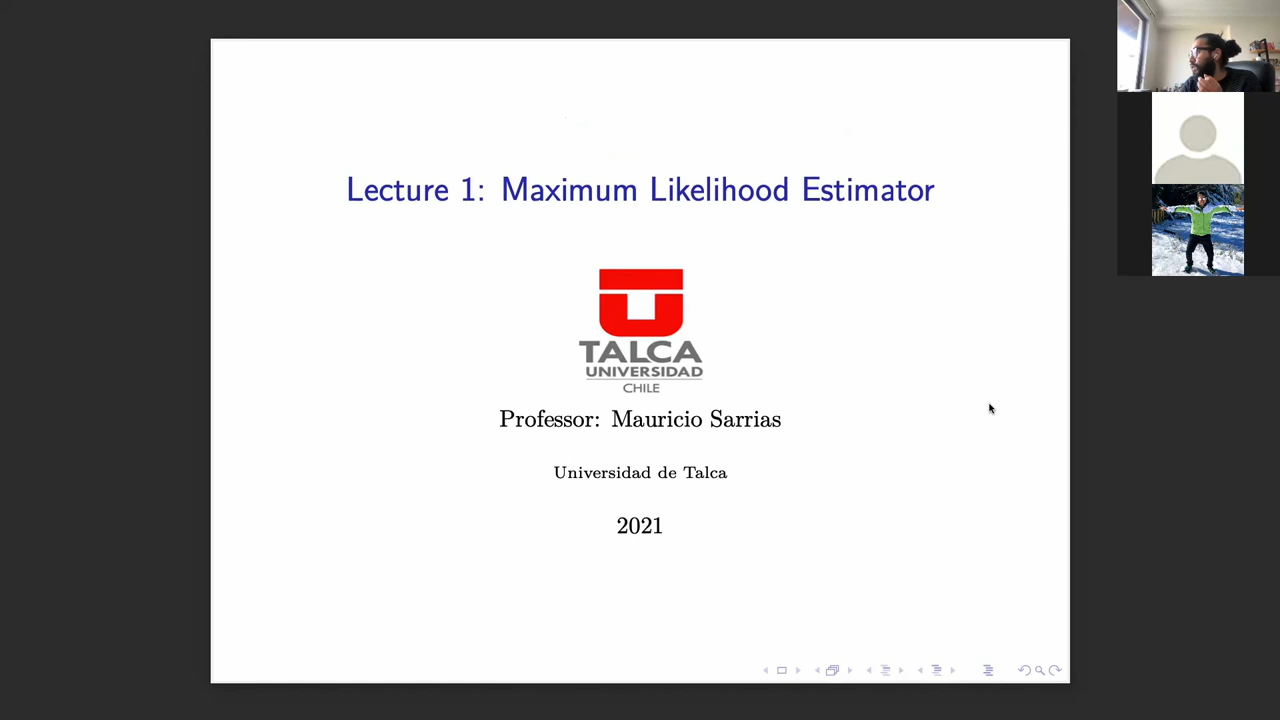 Lecture 1: Maximum Likelihood Estimator
TALCA
UNIVERSIDAD
CHILE
Professor: Mauricio Sarrias
Universidad de Talca
2021